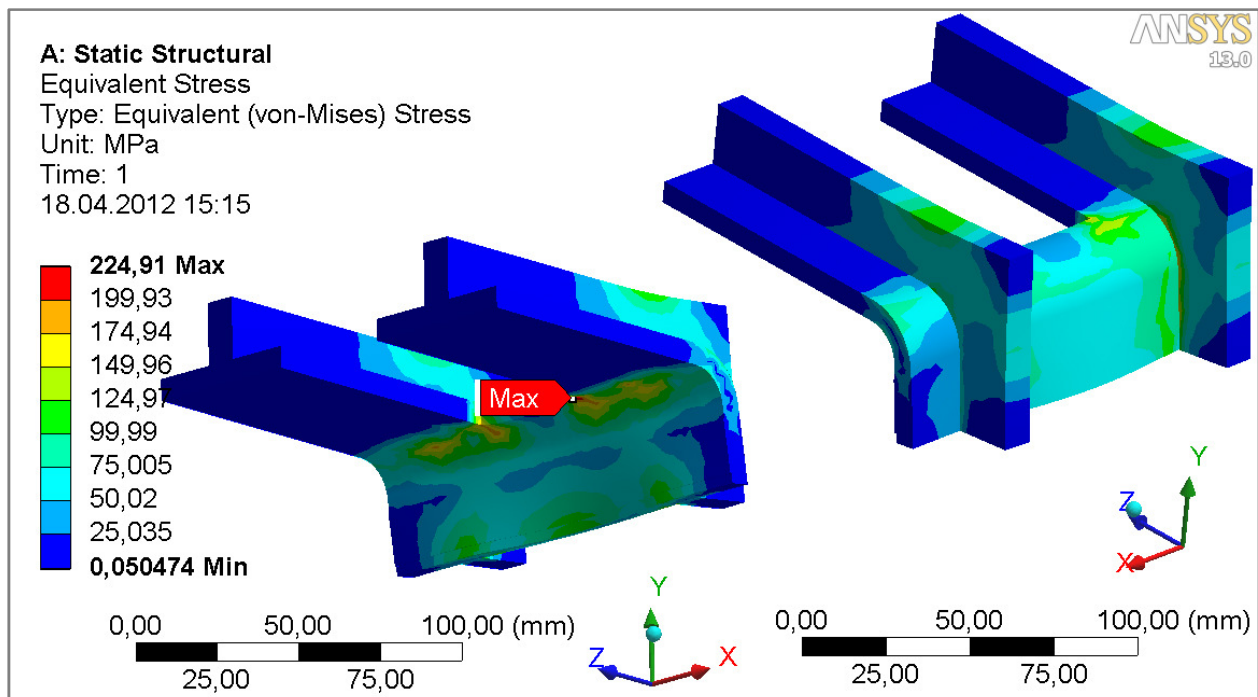 A: Static Structural
Equivalent Stress
Type: Equivalent (von-Mises) Stress
Unit: MPa
Time: 1
18.04.2012 15:15
ANSYS
13.0
224,91 Max
199,93
174,94
149,96
124,97
99,99
75,005
50,02
25,035
0,050474 Min
Max
Y
Z
X
Y
Z
X
0,00 50,00 100,00 (mm)
25,00 75,00
0,00 50,00 100,00 (mm)
25,00 75,00